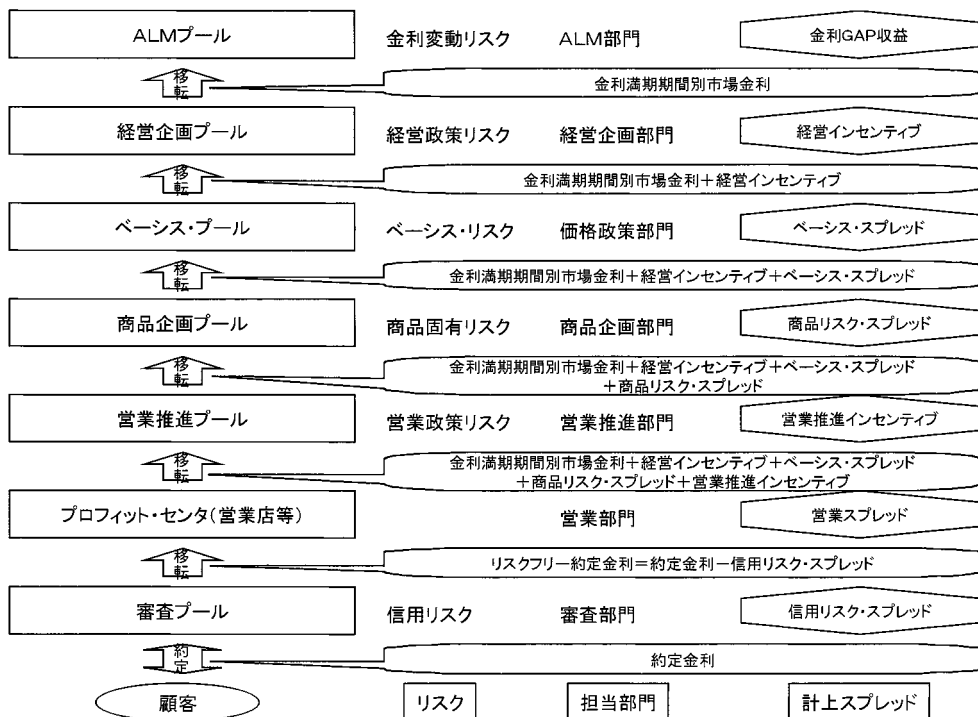 ALMプール 金利変動リスク ALM部門 金利GAP収益
移転 金利満期期間別市場金利
経営企画プール 経営政策リスク 経営企画部門 経営インセンティブ
移転 金利満期期間別市場金利＋経営インセンティブ
ベーシス・プール ベーシス・リスク 価格政策部門 ベーシス・スプレッド
移転 金利満期期間別市場金利＋経営インセンティブ＋ベーシス・スプレッド
商品企画プール 商品固有リスク 商品企画部門 商品リスク・スプレッド
移転 金利満期期間別市場金利＋経営インセンティブ＋ベーシス・スプレッド
＋商品リスク・スプレッド
営業推進プール 営業政策リスク 営業推進部門 営業推進インセンティブ
移転 金利満期期間別市場金利＋経営インセンティブ＋ベーシス・スプレッド
＋商品リスク・スプレッド＋営業推進インセンティブ
プロフィット・センタ(営業店等) 営業部門 営業スプレッド
移転 リスクフリー約定金利＝約定金利－信用リスク・スプレッド
審査プール 信用リスク 審査部門 信用リスク・スプレッド
約定 約定金利
顧客 リスク 担当部門 計上スプレッド